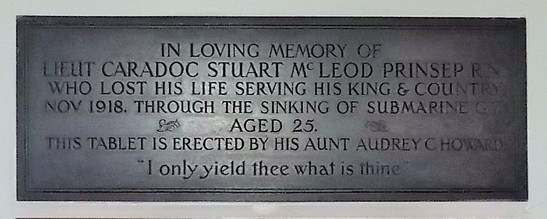 IN LOVING MEMORY OF
LIEUT CARADOC STUART McLEOD PRINSEP R.N.
WHO LOST HIS LIFE SERVING HIS KING & COUNTRY
NOV 1918, THROUGH THE SINKING OF SUBMARINE
AGED 25.
THIS TABLET IS ERECTED BY HIS AUNT AUDREY C HOWARD
"I only yield thee what is thine"